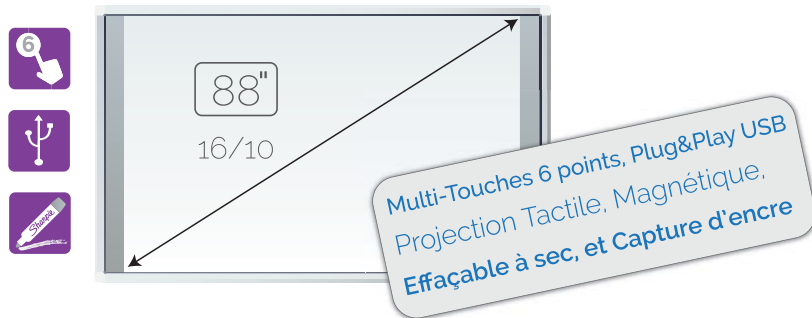 6
88"
16/10
Sharpie
Multi-Touches 6 points, Plug&Play USB
Projection Tactile, Magnétique,
Effaçable à sec, et Capture d'encre